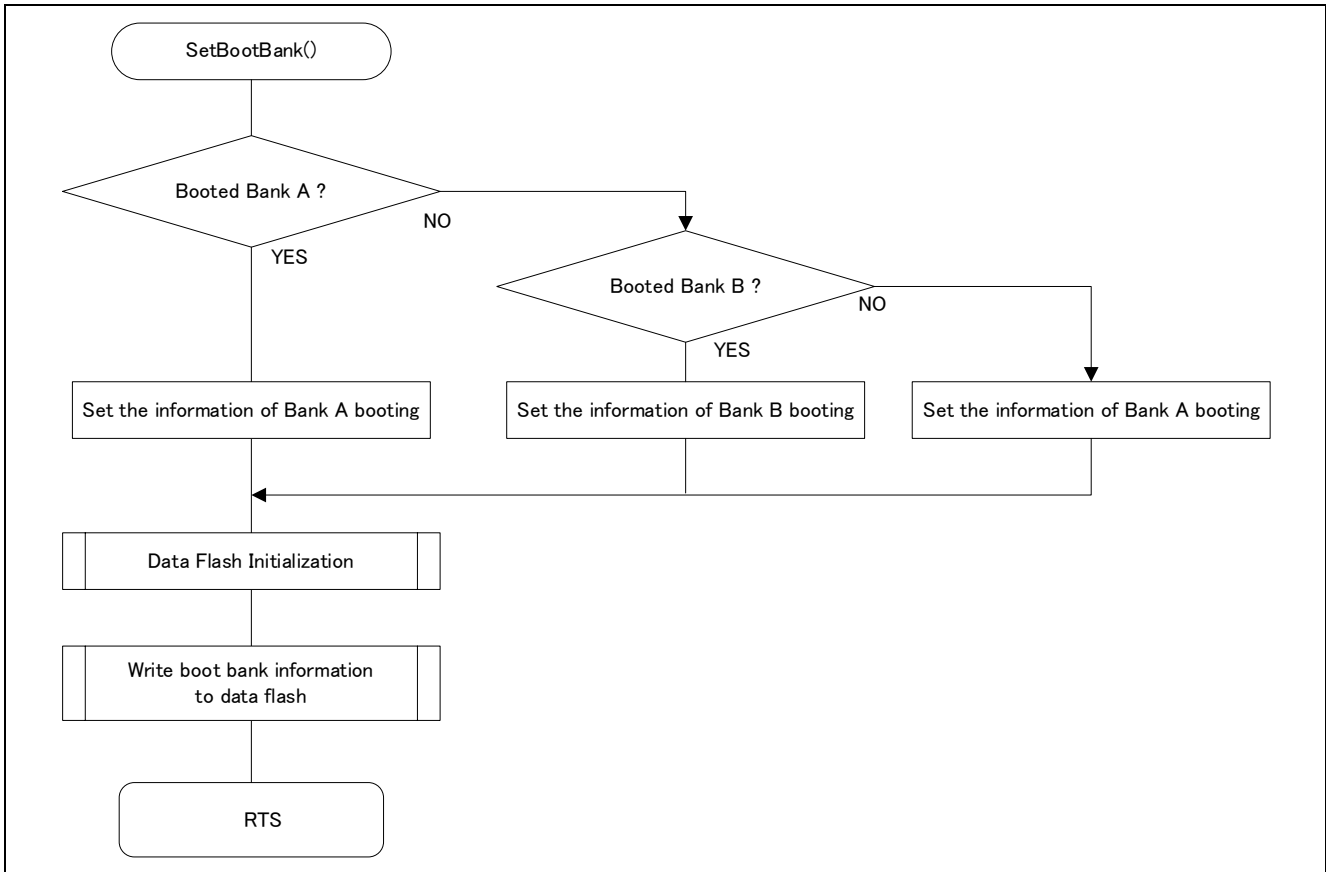 SetBootBank()
Booted Bank A ?
NO
YES
Booted Bank B ?
NO
YES
Set the information of Bank A booting
Set the information of Bank B booting
Set the information of Bank A booting
Data Flash Initialization
Write boot bank information
to data flash
RTS